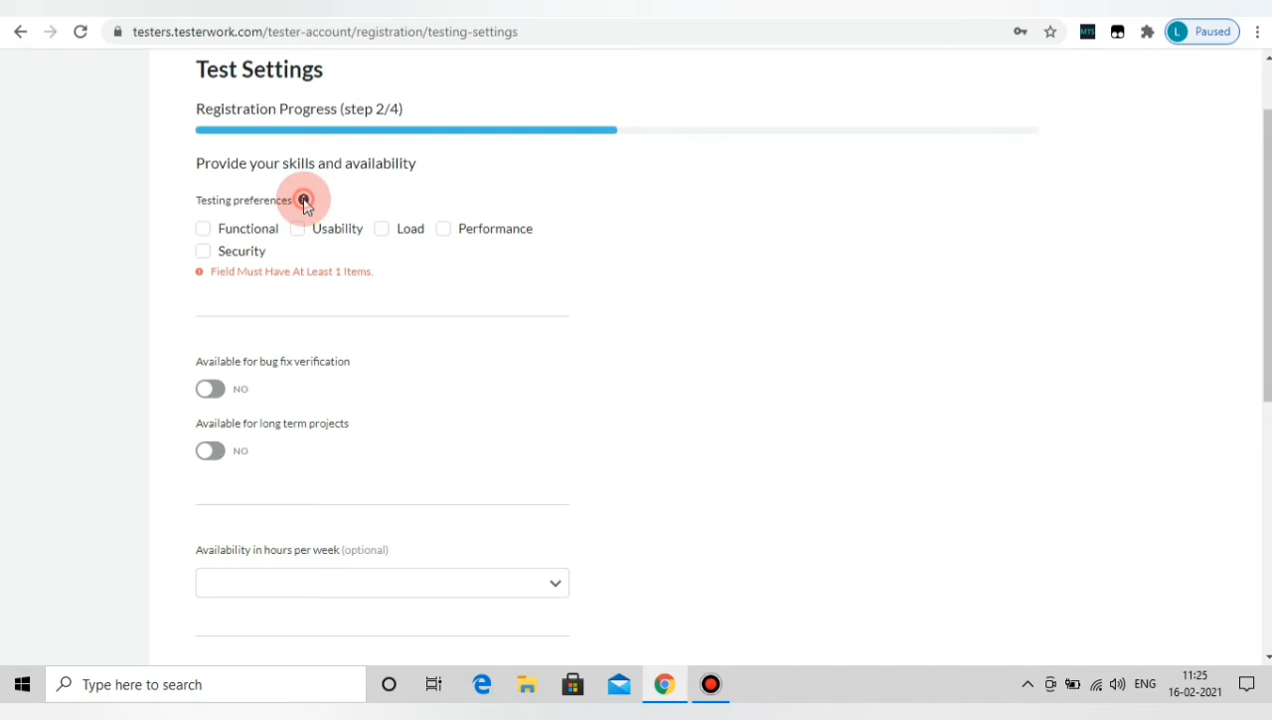 testers.testerwork.com/tester-account/registration/testing-settings
MTS
L Paused
Test Settings
Registration Progress (step 2/4)
Provide your skills and availability
Testing preferences
Functional Usability Load Performance
Security
Field Must Have At Least 1 Items.
Available for bug fix verification
NO
Available for long term projects
NO
Availability in hours per week (optional)
Type here to search
ENG
11:25
16-02-2021